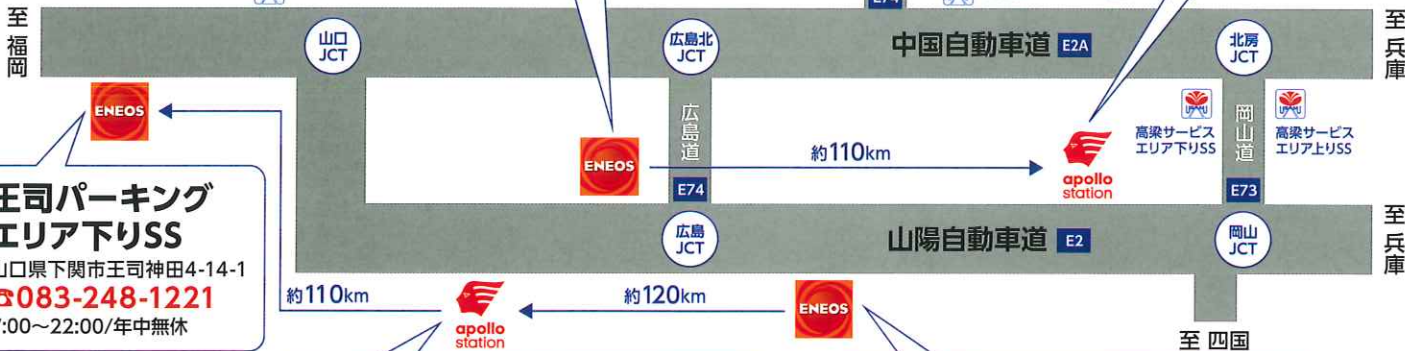 至福岡
山口
JCT
広島北
JCT
E74
中国自動車道 E2A
北房
JCT
至兵庫
ENEOS
広島道
ENEOS
約110km
apollo
station
高梁サービス
エリア下りSS
岡山道
高梁サービス
エリア上りSS
E74
E73
王司パーキング
エリア下りSS
山口県下関市王司神田4-14-1
☎083-248-1221
7:00〜22:00/年中無休
広島
JCT
山陽自動車道 E2
岡山
JCT
至兵庫
約110km
apollo
station
約120km
ENEOS
至 四国